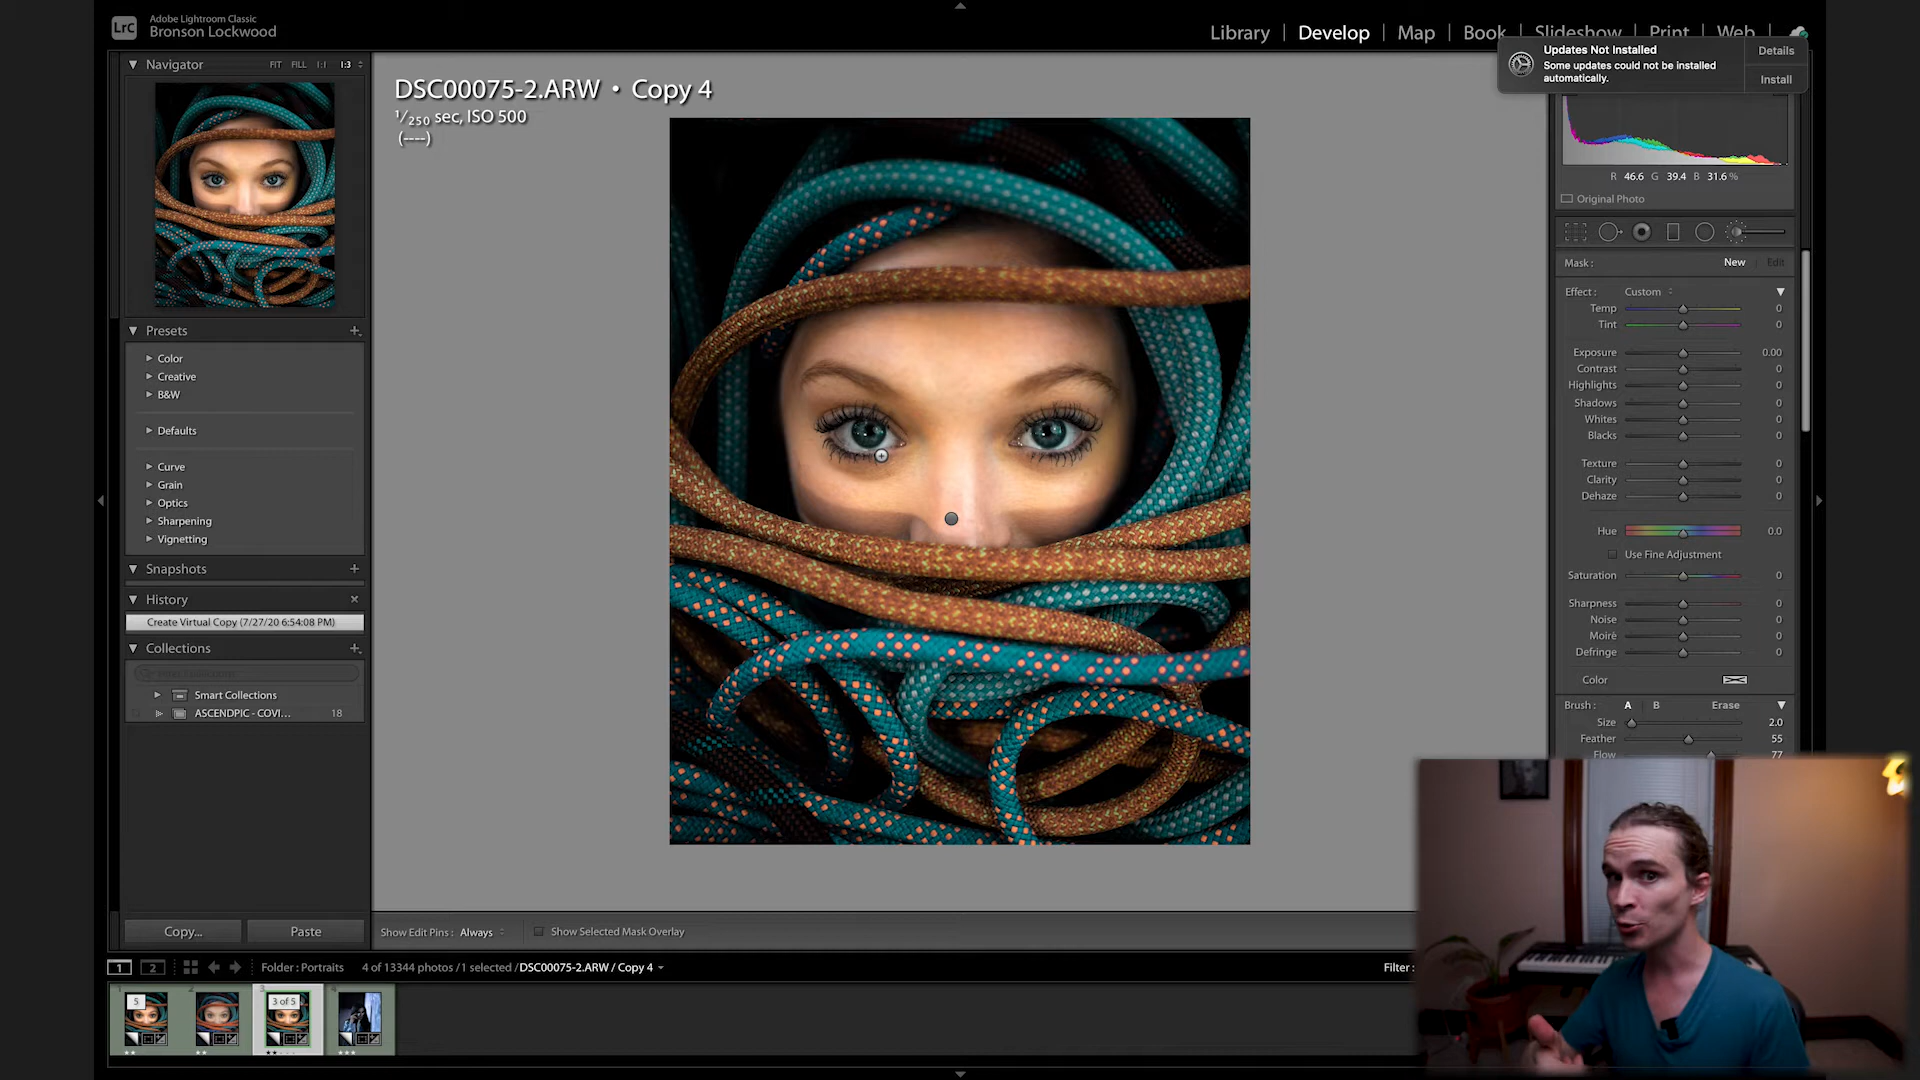 LrC
Adobe Lightroom Classic
Bronson Lockwood
Library | Develop | Map | Book | Slideshow | Print | Web
Updates Not Installed
Some updates could not be installed
automatically.
Details
Install
Navigator FIT FILL 1:1 1:3
DSC00075-2.ARW • Copy 4
1/250 sec, ISO 500
(----)
R 46.6 G 39.4 B 31.6 %
Original Photo
Mask : New Edit
Effect : Custom
Temp 0
Tint 0
Exposure 0.00
Contrast 0
Highlights 0
Shadows 0
Whites 0
Blacks 0
Texture 0
Clarity 0
Dehaze 0
Hue 0.0
Use Fine Adjustment
Saturation 0
Sharpness 0
Noise 0
Moiré 0
Defringe 0
Color
Brush : A B Erase
Size 2.0
Feather 55
Flow 77
Presets
Color
Creative
B&W
Defaults
Curve
Grain
Optics
Sharpening
Vignetting
Snapshots
History
Create Virtual Copy (7/27/20 6:54:08 PM)
Collections
Smart Collections
ASCENDPIC - COVI... 18
Copy... Paste
Show Edit Pins : Always Show Selected Mask Overlay
1 2 Folder : Portraits 4 of 13344 photos /1 selected /DSC00075-2.ARW / Copy 4 Filter :
1 5 2 3 3 of 5 4